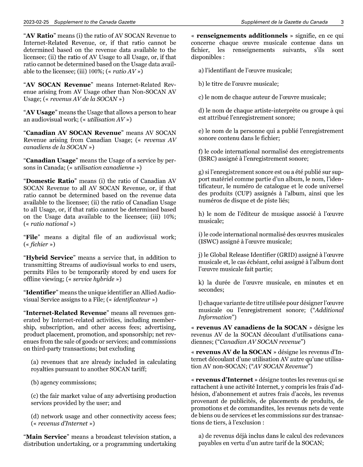 2023-02-25 Supplement to the Canada Gazette
Supplément de la Gazette du Canada 3
"AV Ratio" means (i) the ratio of AV SOCAN Revenue to
Internet-Related Revenue, or, if that ratio cannot be
determined based on the revenue data available to the
licensee; (ii) the ratio of AV Usage to All Usage, or, if that
ratio cannot be determined based on the Usage data avail-
able to the licensee; (iii) 100%; (« ratio AV »)
"AV SOCAN Revenue" means Internet-Related Rev-
enue arising from AV Usage other than Non-SOCAN AV
Usage; (« revenus AV de la SOCAN »)
"AV Usage" means the Usage that allows a person to hear
an audiovisual work; (« utilisation AV »)
"Canadian AV SOCAN Revenue" means AV SOCAN
Revenue arising from Canadian Usage; (« revenus AV
canadiens de la SOCAN »)
"Canadian Usage" means the Usage of a service by per-
sons in Canada; (« utilisation canadienne »)
"Domestic Ratio" means (i) the ratio of Canadian AV
SOCAN Revenue to all AV SOCAN Revenue, or, if that
ratio cannot be determined based on the revenue data
available to the licensee; (ii) the ratio of Canadian Usage
to all Usage, or, if that ratio cannot be determined based
on the Usage data available to the licensee; (iii) 10%;
(« ratio national »)
"File" means a digital file of an audiovisual work;
(« fichier »)
"Hybrid Service" means a service that, in addition to
transmitting Streams of audiovisual works to end users,
permits Files to be temporarily stored by end users for
offline viewing; (« service hybride »)
"Identifier" means the unique identifier an Allied Audio-
visual Service assigns to a File; (« identificateur »)
"Internet-Related Revenue" means all revenues gen-
erated by Internet-related activities, including member-
ship, subscription, and other access fees; advertising,
product placement, promotion, and sponsorship; net rev-
enues from the sale of goods or services; and commissions
on third-party transactions; but excluding
(a) revenues that are already included in calculating
royalties pursuant to another SOCAN tariff;
(b) agency commissions;
(c) the fair market value of any advertising production
services provided by the user; and
(d) network usage and other connectivity access fees;
(« revenus d'Internet »)
"Main Service" means a broadcast television station, a
distribution undertaking, or a programming undertaking
« renseignements additionnels » signifie, en ce qui
concerne chaque œuvre musicale contenue dans un
fichier, les renseignements suivants, s'ils sont
disponibles :
a) l'identifiant de l'œuvre musicale;
b) le titre de l'œuvre musicale;
c) le nom de chaque auteur de l'œuvre musicale;
d) le nom de chaque artiste-interprète ou groupe à qui
est attribué l'enregistrement sonore;
e) le nom de la personne qui a publié l'enregistrement
sonore contenu dans le fichier;
f) le code international normalisé des enregistrements
(ISRC) assigné à l'enregistrement sonore;
g) si l'enregistrement sonore est ou a été publié sur sup-
port matériel comme partie d'un album, le nom, l'iden-
tificateur, le numéro de catalogue et le code universel
des produits (CUP) assignés à l'album, ainsi que les
numéros de disque et de piste liés;
h) le nom de l'éditeur de musique associé à l'œuvre
musicale;
i) le code international normalisé des œuvres musicales
(ISWC) assigné à l'œuvre musicale;
j) le Global Release Identifier (GRID) assigné à l'œuvre
musicale et, le cas échéant, celui assigné à l'album dont
l'œuvre musicale fait partie;
k) la durée de l'œuvre musicale, en minutes et en
secondes;
l) chaque variante de titre utilisée pour désigner l'œuvre
musicale ou l'enregistrement sonore; ("Additional
Information")
« revenus AV canadiens de la SOCAN » désigne les
revenus AV de la SOCAN découlant d'utilisations cana-
diennes; ("Canadian AV SOCAN revenue")
« revenus AV de la SOCAN » désigne les revenus d'In-
ternet découlant d'une utilisation AV autre qu'une utilisa-
tion AV non-SOCAN; ("AV SOCAN Revenue")
« revenus d'Internet » désigne toutes les revenus qui se
rattachent à une activité Internet, y compris les frais d'ad-
hésion, d'abonnement et autres frais d'accès, les revenus
provenant de publicités, de placements de produits, de
promotions et de commandites, les revenus nets de vente
de biens ou de services et les commissions sur des transac-
tions de tiers, à l'exclusion :
a) de revenus déjà inclus dans le calcul des redevances
payables en vertu d'un autre tarif de la SOCAN;